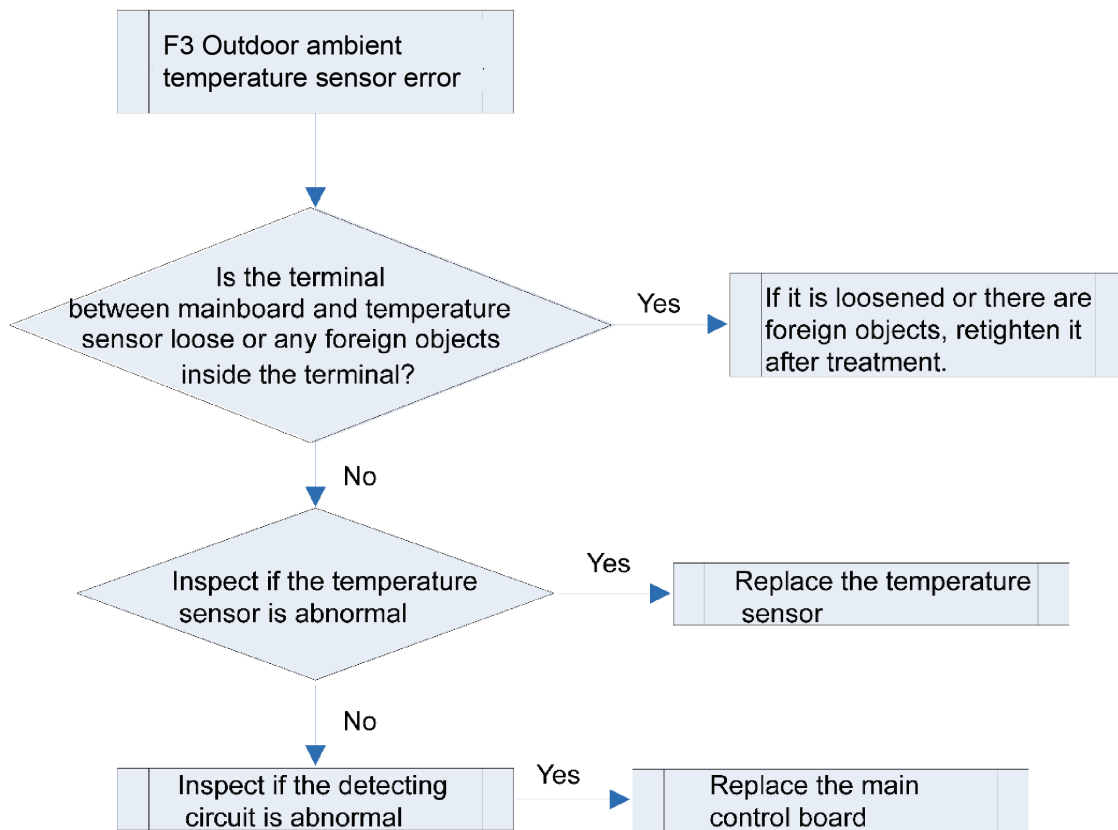 F3 Outdoor ambient
temperature sensor error
Is the terminal
between mainboard and temperature
sensor loose or any foreign objects
inside the terminal?
Yes
If it is loosened or there are
foreign objects, retighten it
after treatment.
No
Inspect if the temperature
sensor is abnormal
Yes
Replace the temperature
sensor
No
Inspect if the detecting
circuit is abnormal
Yes
Replace the main
control board